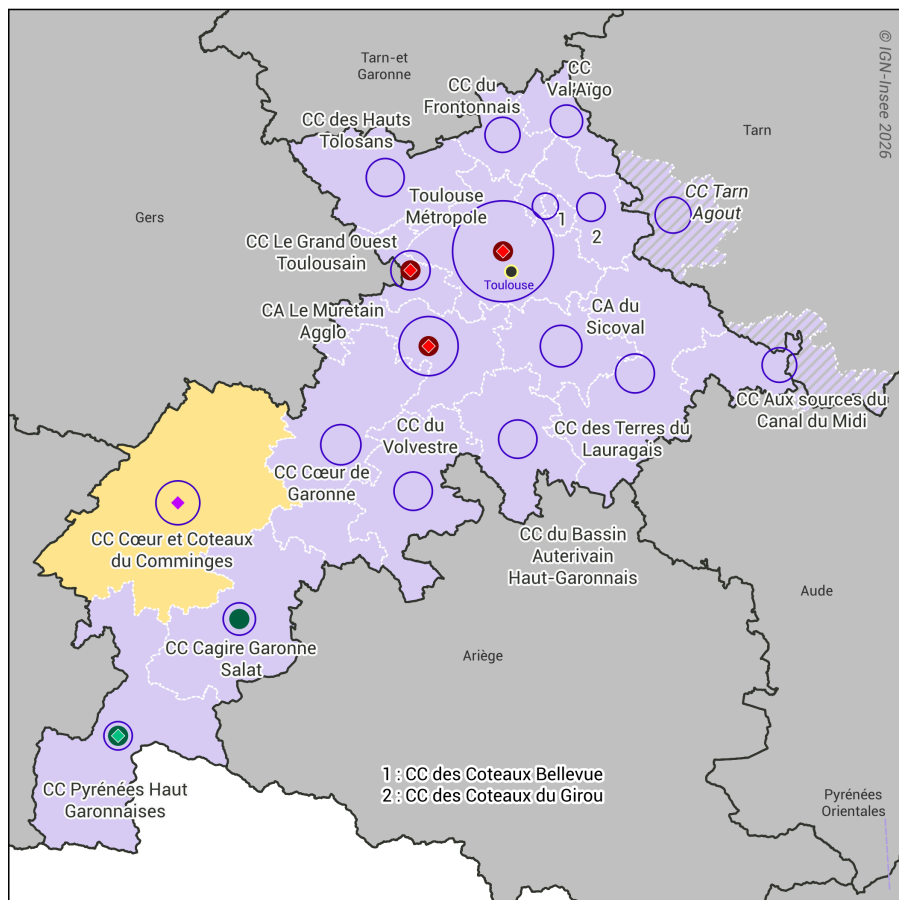 © IGN-Insee 2026
Tarn-et
Garonne
CC
Val'Aïgo
CC du
Frontonnais
CC des Hauts
Tolosans
Tarn
CC Tarn
Agout
Gers
Toulouse
Métropole
1
2
CC Le Grand Ouest
Toulousain
Toulouse
CA Le Muretain
Agglo
CA du
Sicoval
CC Aux sources du
Canal du Midi
CC du
Volvestre
CC des Terres du
Lauragais
CC Cœur de
Garonne
CC Cœur et Coteaux
du Comminges
CC du Bassin
Auterivain
Haut-Garonnais
Aude
CC Cagire Garonne
Salat
Ariège
1 : CC des Coteaux Bellevue
2 : CC des Coteaux du Girou
CC Pyrénées Haut
Garonnaises
Pyrénées
Orientales